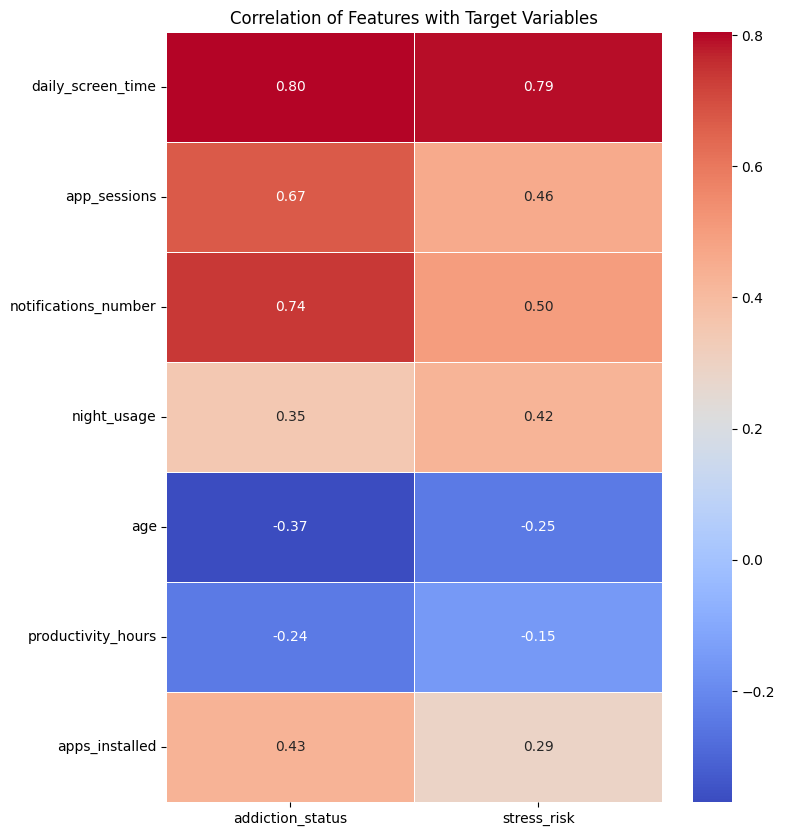 Correlation of Features with Target Variables
daily_screen_time 0.80 0.79
app_sessions 0.67 0.46
notifications_number 0.74 0.50
night_usage 0.35 0.42
age -0.37 -0.25
productivity_hours -0.24 -0.15
apps_installed 0.43 0.29
addiction_status stress_risk
0.8
0.6
0.4
0.2
0.0
−0.2